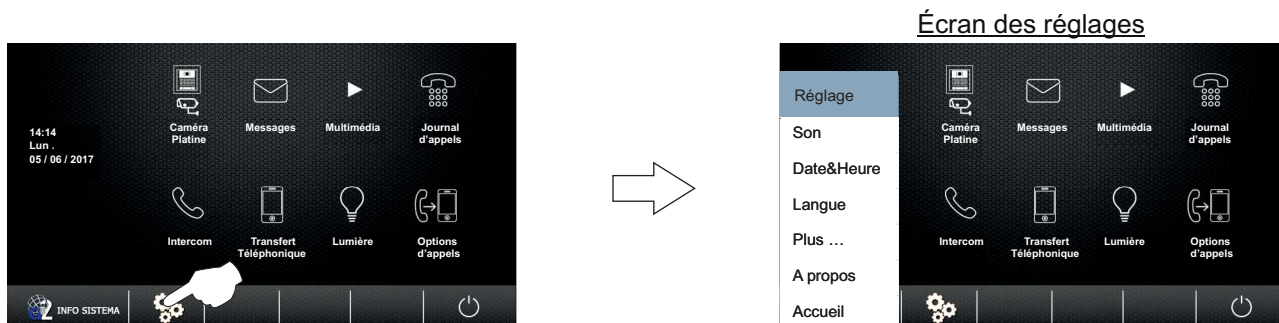 Écran des réglages
14:14
Lun .
05 / 06 / 2017
Caméra
Platine
Messages
Multimédia
Journal
d'appels
Intercom
Transfert
Téléphonique
Lumière
Options
d'appels
2 INFO SISTEMA
Réglage
Son
Date&Heure
Langue
Plus …
A propos
Accueil
Caméra
Platine
Messages
Multimédia
Journal
d'appels
Intercom
Transfert
Téléphonique
Lumière
Options
d'appels